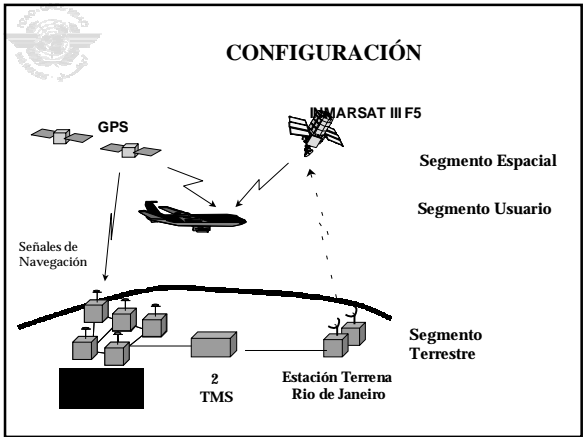 CONFIGURACIÓN
GPS
INMARSAT III F5
Segmento Espacial
Segmento Usuario
Señales de
Navegación
Segmento
Terrestre
2
TMS
Estación Terrena
Rio de Janeiro